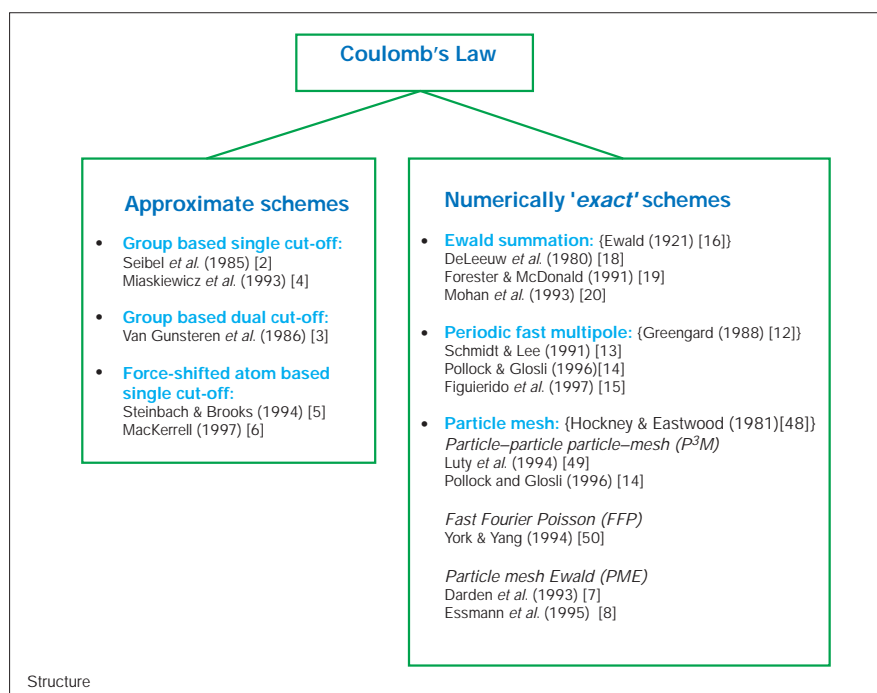 Coulomb's Law
Approximate schemes
• Group based single cut-off:
Seibel et al. (1985) [2]
Miaskiewicz et al. (1993) [4]
• Group based dual cut-off:
Van Gunsteren et al. (1986) [3]
• Force-shifted atom based
single cut-off:
Steinbach & Brooks (1994) [5]
MacKerrell (1997) [6]
Numerically 'exact' schemes
• Ewald summation: {Ewald (1921) [16]}
DeLeeuw et al. (1980) [18]
Forester & McDonald (1991) [19]
Mohan et al. (1993) [20]
• Periodic fast multipole: {Greengard (1988) [12]}
Schmidt & Lee (1991) [13]
Pollock & Glosli (1996)[14]
Figuierido et al. (1997) [15]
• Particle mesh: {Hockney & Eastwood (1981)[48]}
Particle–particle particle–mesh (P³M)
Luty et al. (1994) [49]
Pollock and Glosli (1996) [14]
Fast Fourier Poisson (FFP)
York & Yang (1994) [50]
Particle mesh Ewald (PME)
Darden et al. (1993) [7]
Essmann et al. (1995) [8]
Structure